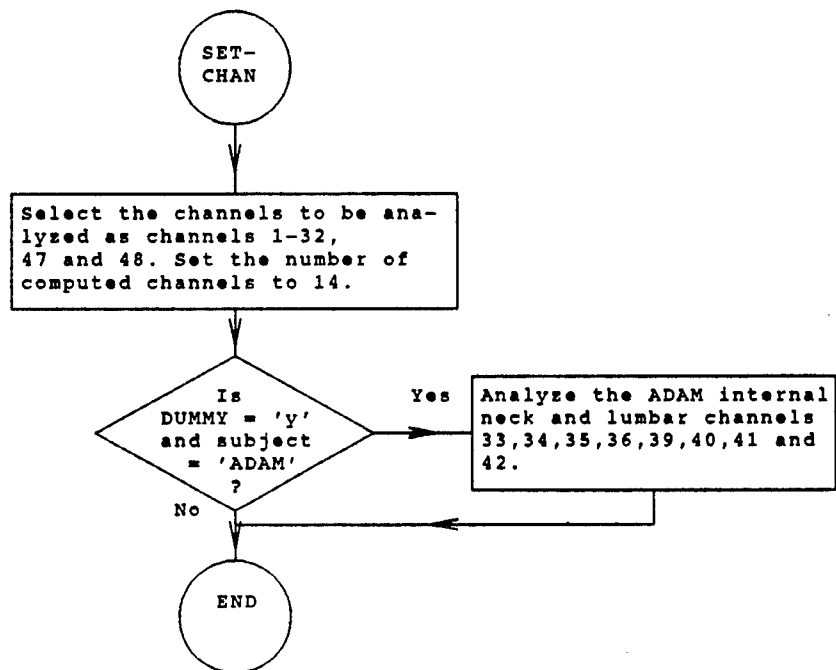 SET-
CHAN
Select the channels to be ana-
lyzed as channels 1-32,
47 and 48. Set the number of
computed channels to 14.
Is
DUMMY = 'y'
and subject
= 'ADAM'
?
Yes
Analyze the ADAM internal
neck and lumbar channels
33,34,35,36,39,40,41 and
42.
No
END